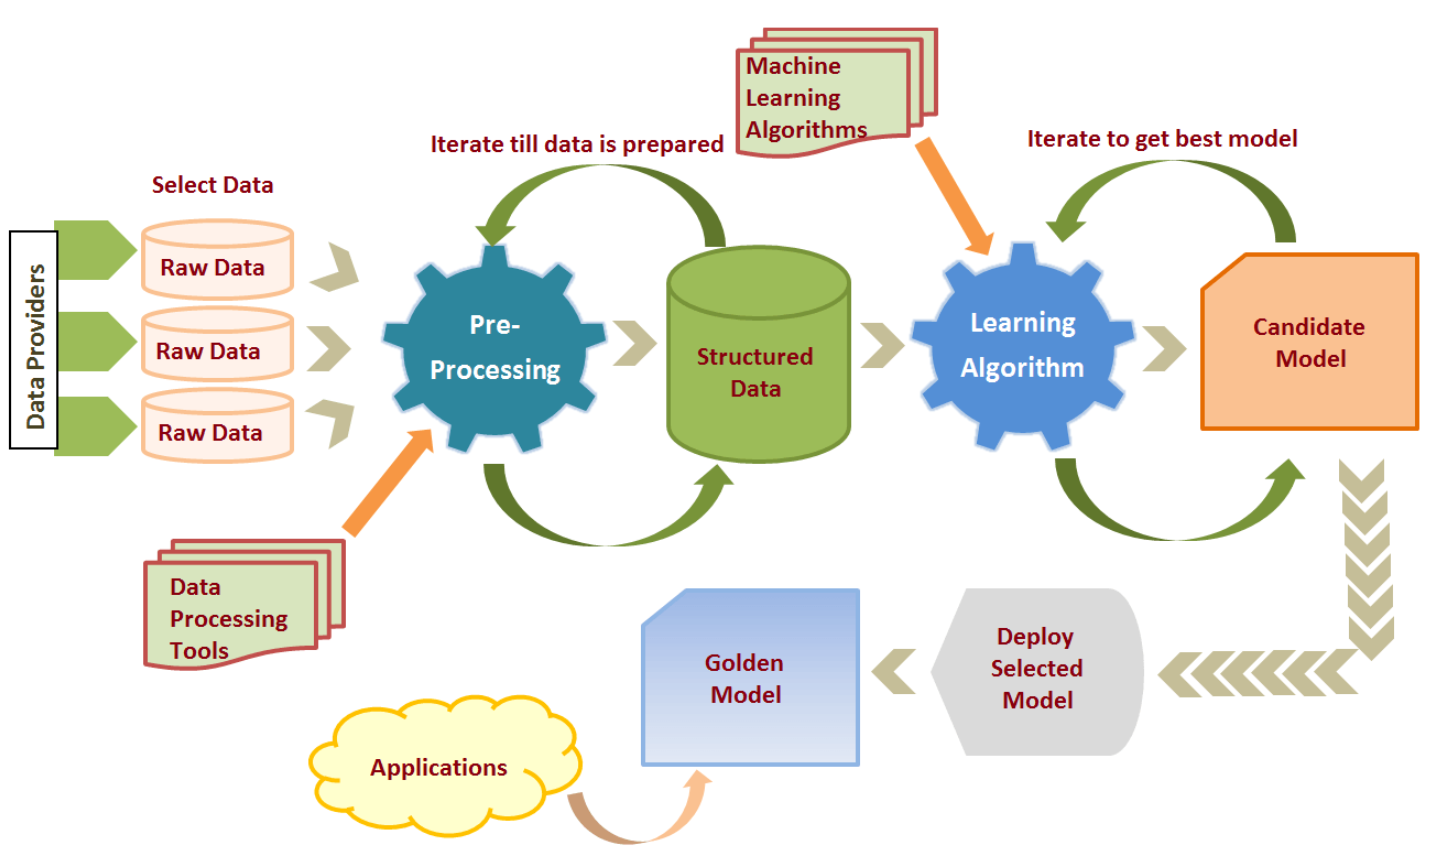 Machine
Learning
Algorithms
Iterate till data is prepared
Iterate to get best model
Select Data
Data Providers
Raw Data
Raw Data
Raw Data
Pre-
Processing
Structured
Data
Learning
Algorithm
Candidate
Model
Data
Processing
Tools
Golden
Model
Deploy
Selected
Model
Applications